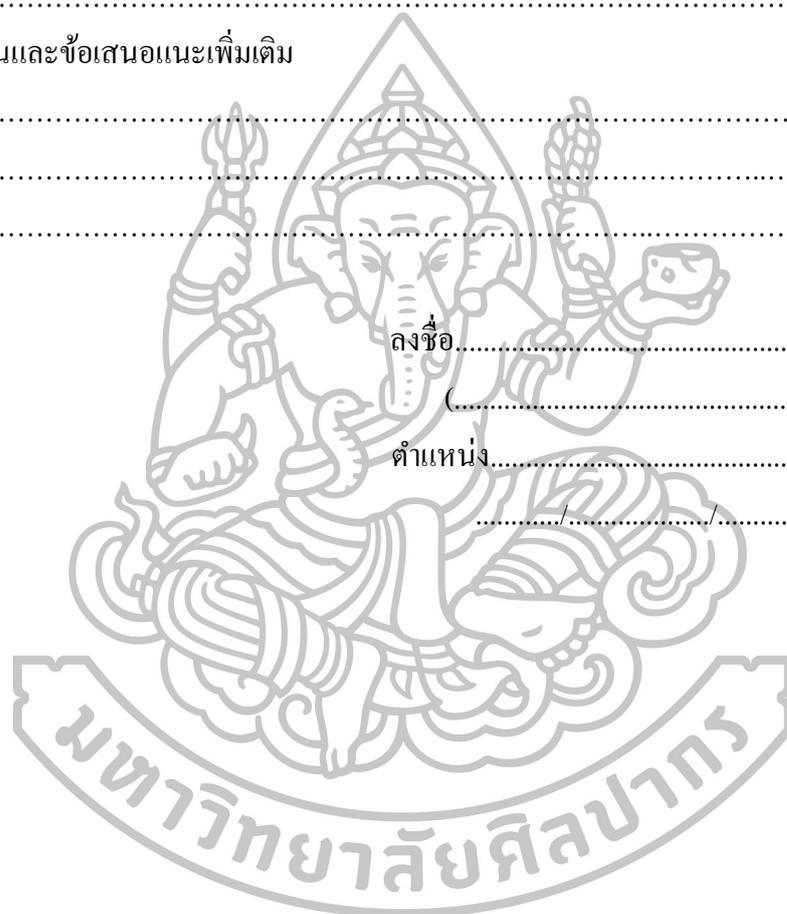 ................................................................................
นและข้อเสนอแนะเพิ่มเติม
................................................................................
................................................................................
................................................................................
ลงชื่อ................................................
(................................................
ตำแหน่ง...........................................
............/...................../..........
มหาวิทยาลัยศิลปากร